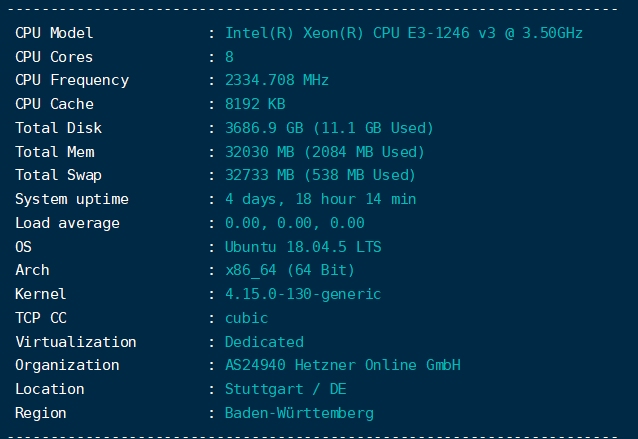 ----------------------------------------------------------------------
CPU Model : Intel(R) Xeon(R) CPU E3-1246 v3 @ 3.50GHz
CPU Cores : 8
CPU Frequency : 2334.708 MHz
CPU Cache : 8192 KB
Total Disk : 3686.9 GB (11.1 GB Used)
Total Mem : 32030 MB (2084 MB Used)
Total Swap : 32733 MB (538 MB Used)
System uptime : 4 days, 18 hour 14 min
Load average : 0.00, 0.00, 0.00
OS : Ubuntu 18.04.5 LTS
Arch : x86_64 (64 Bit)
Kernel : 4.15.0-130-generic
TCP CC : cubic
Virtualization : Dedicated
Organization : AS24940 Hetzner Online GmbH
Location : Stuttgart / DE
Region : Baden-Württemberg
----------------------------------------------------------------------